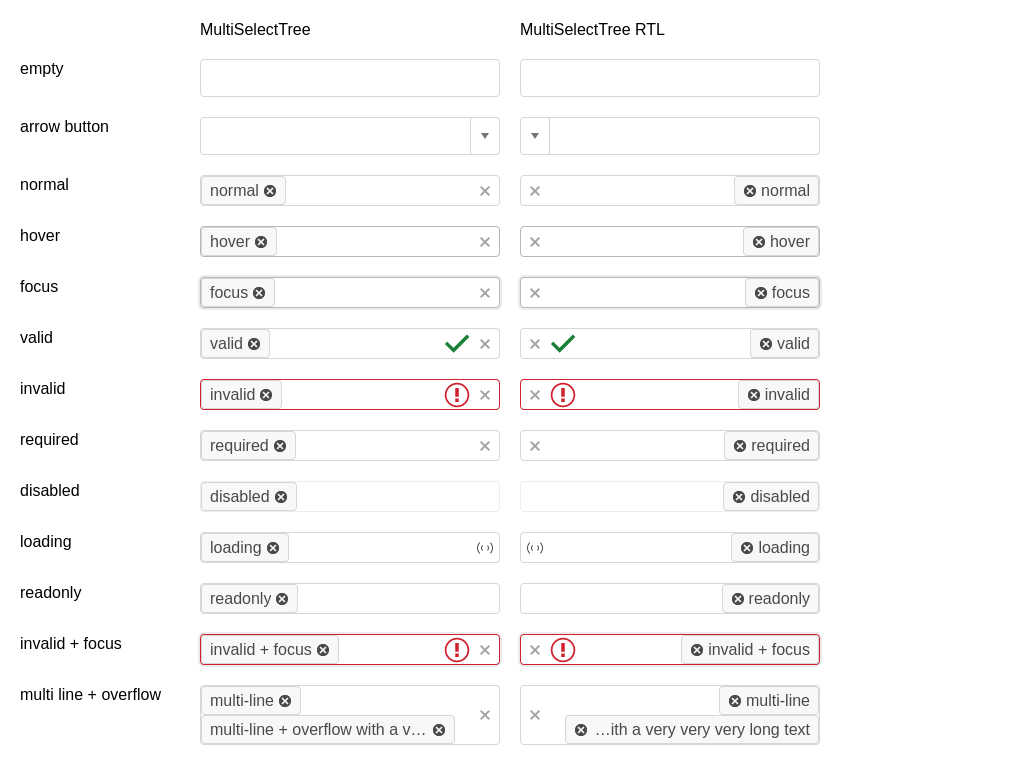 MultiSelectTree MultiSelectTree RTL
empty
arrow button
normal normal normal
hover hover hover
focus focus focus
valid valid valid
invalid invalid invalid
required required required
disabled disabled disabled
loading loading loading
readonly readonly readonly
invalid + focus invalid + focus invalid + focus
multi line + overflow multi-line multi-line
multi-line + overflow with a v… …ith a very very very long text